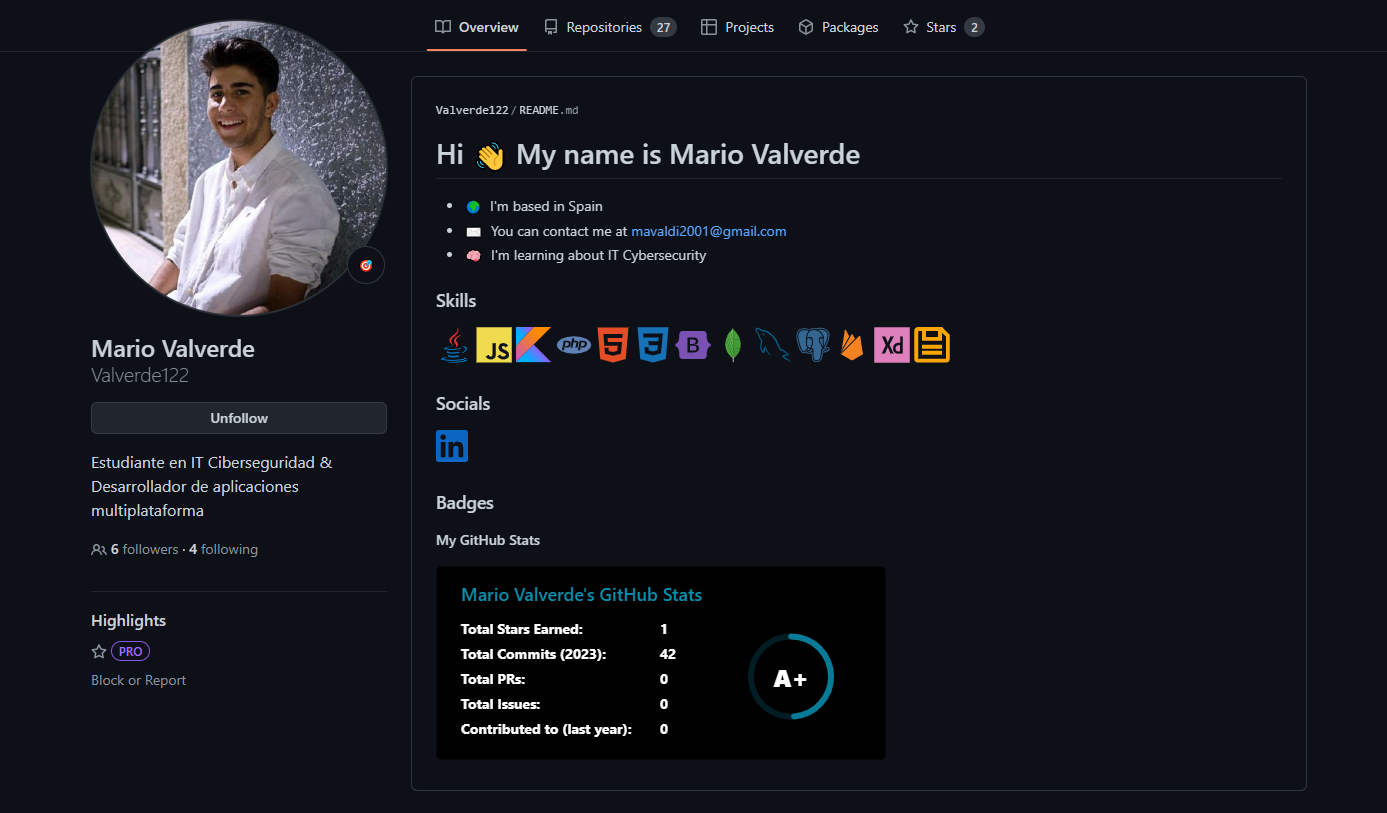 Overview Repositories 27 Projects Packages Stars 2
Mario Valverde
Valverde122
Unfollow
Estudiante en IT Ciberseguridad &
Desarrollador de aplicaciones
multiplataforma
6 followers · 4 following
Highlights
PRO
Block or Report
Valverde122/README.md
Hi 👋 My name is Mario Valverde
I'm based in Spain
You can contact me at mavaldi2001@gmail.com
I'm learning about IT Cybersecurity
Skills
JS php 5 3 B Xd
Socials
in
Badges
My GitHub Stats
Mario Valverde's GitHub Stats
Total Stars Earned: 1
Total Commits (2023): 42
Total PRs: 0
Total Issues: 0
Contributed to (last year): 0
A+